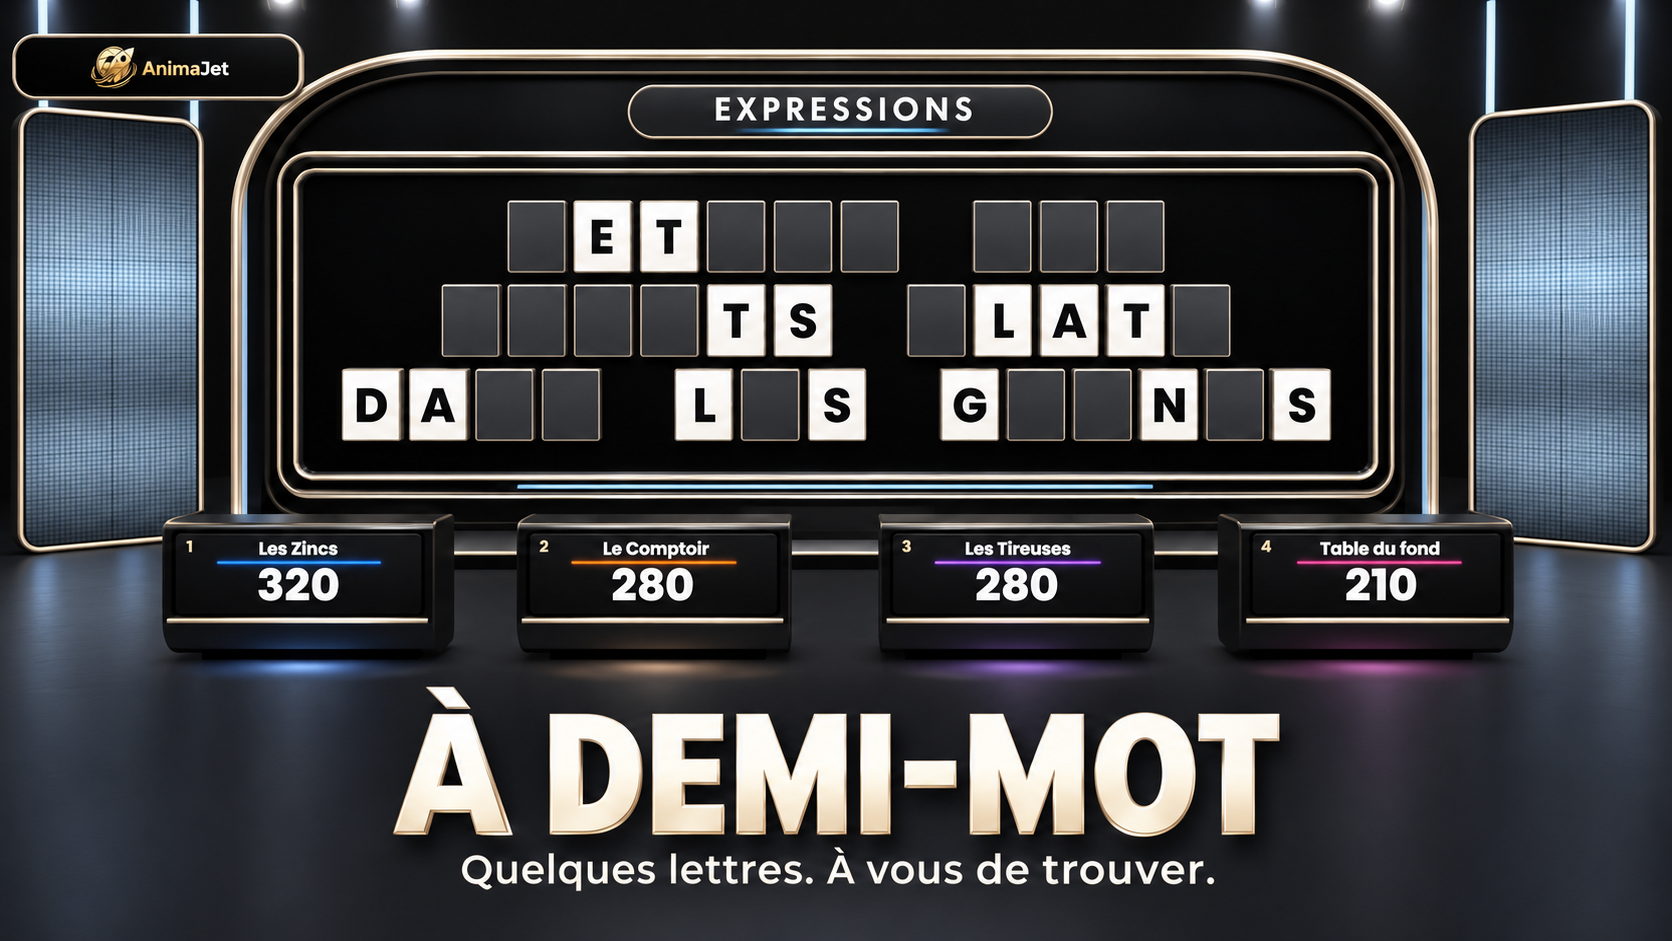 AnimaJet
EXPRESSIONS
E T
T S L A T
D A L S G N S
1 Les Zincs
320
2 Le Comptoir
280
3 Les Tireuses
280
4 Table du fond
210
À DEMI-MOT
Quelques lettres. À vous de trouver.